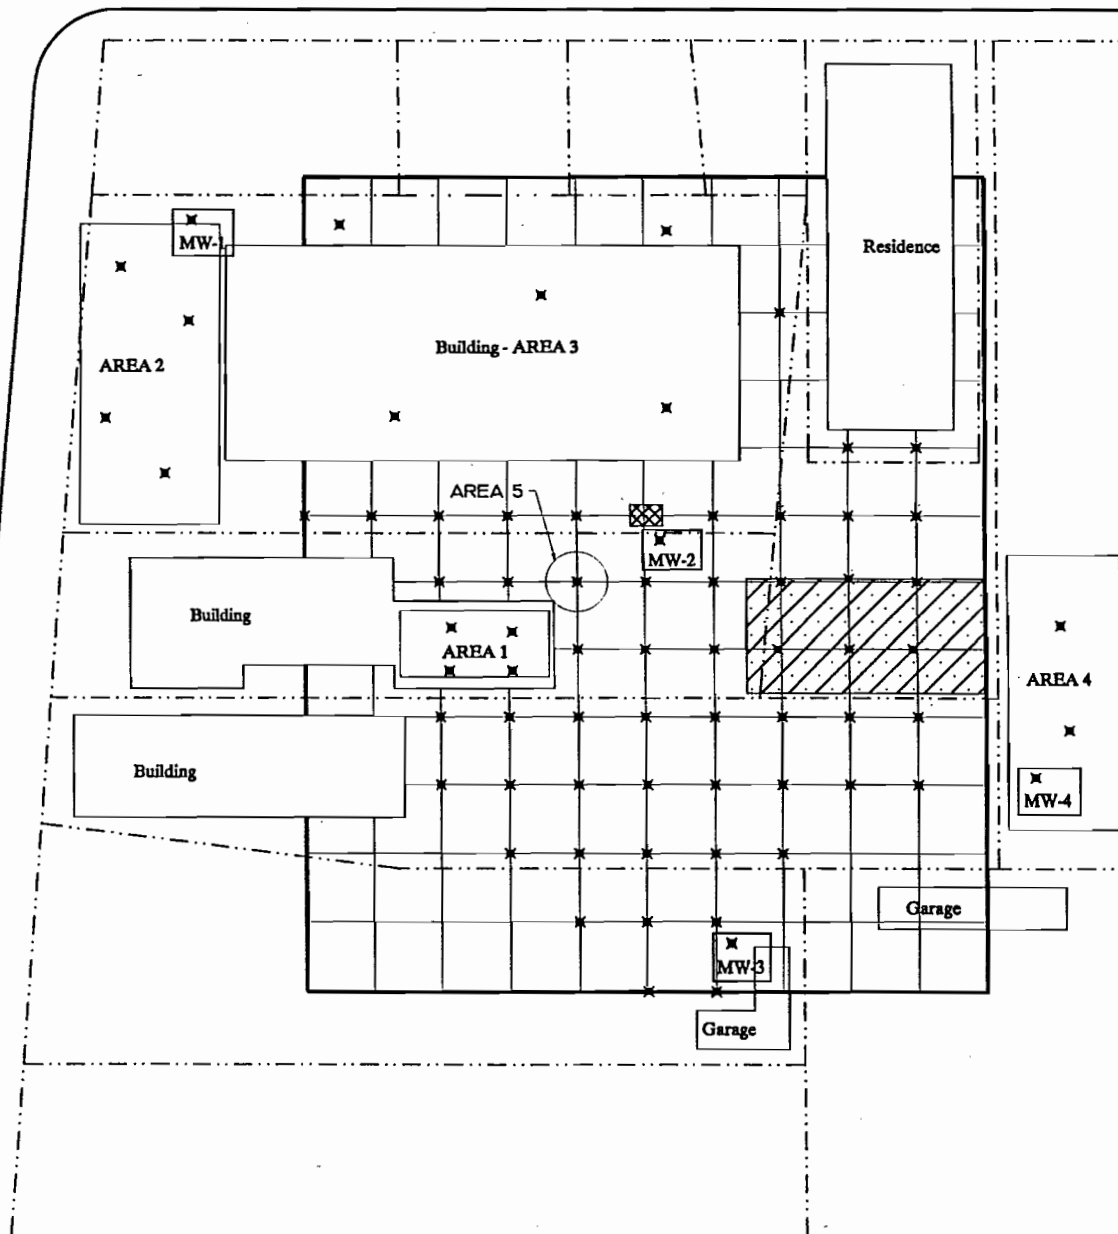 MW-1
Residence
Building - AREA 3
AREA 2
AREA 5
MW-2
Building
AREA 1
AREA 4
Building
MW-4
Garage
MW-3
Garage